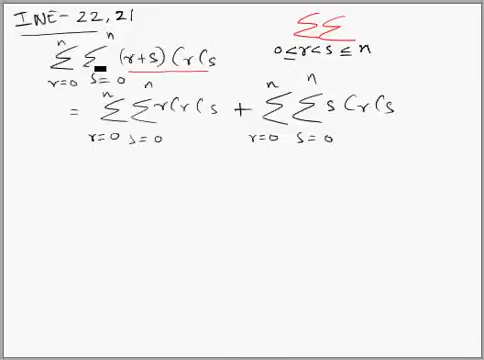 INE-22,21
ΣΣ
0≤r<s≤n
n n
Σ Σ (r+s) Cr Cs
r=0 s=0
n n n n
= Σ Σ r Cr Cs + Σ Σ s Cr Cs
r=0 s=0 r=0 s=0